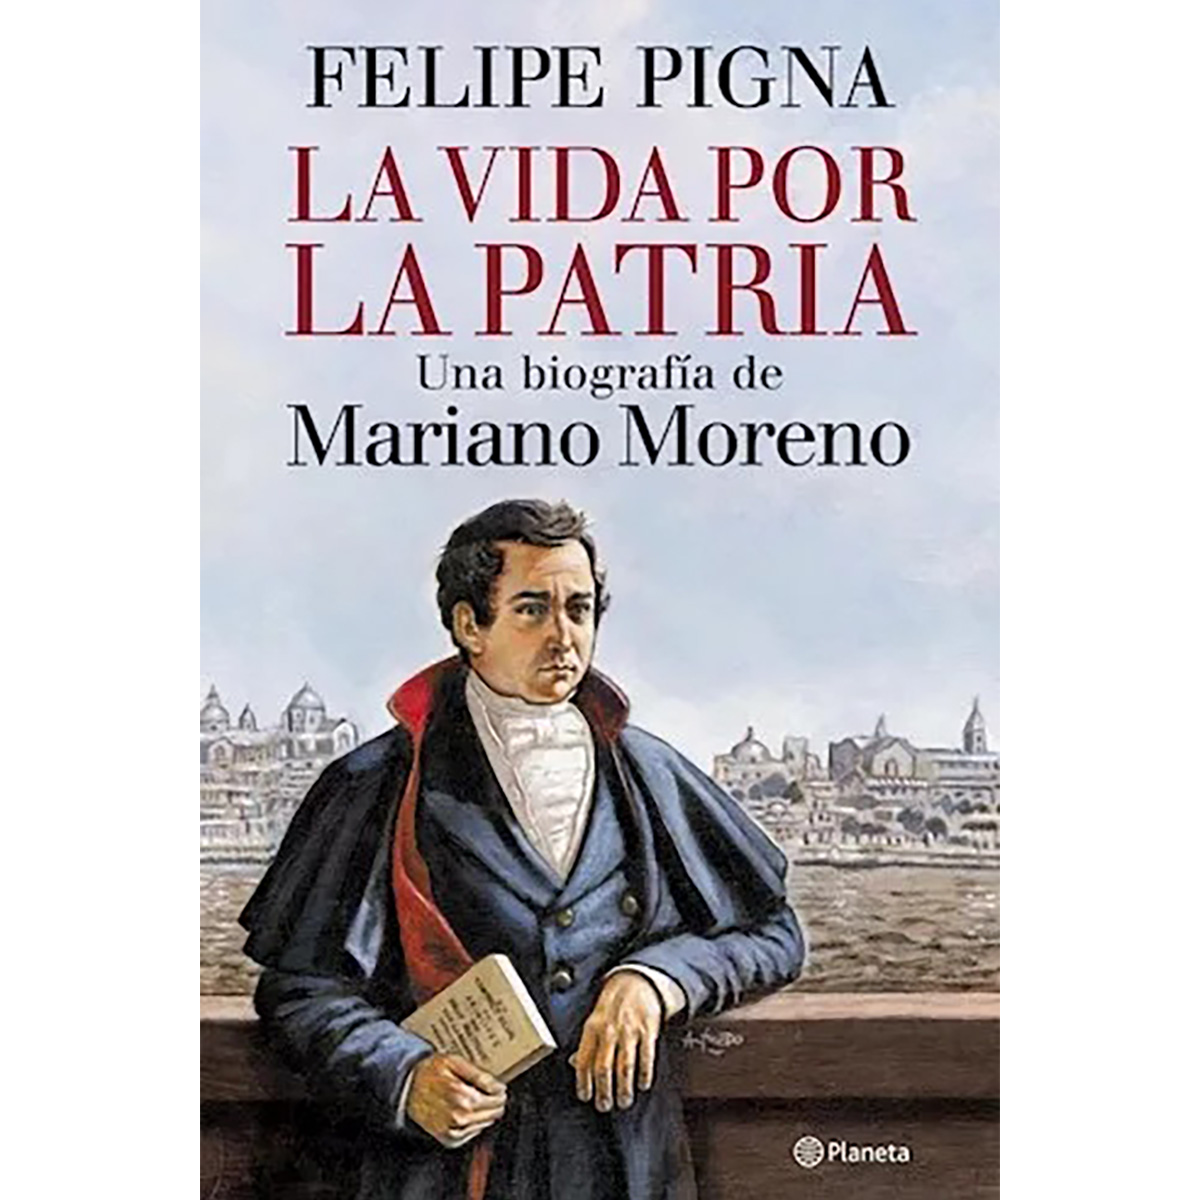 FELIPE PIGNA
LA VIDA POR
LA PATRIA
Una biografía de
Mariano Moreno
Planeta